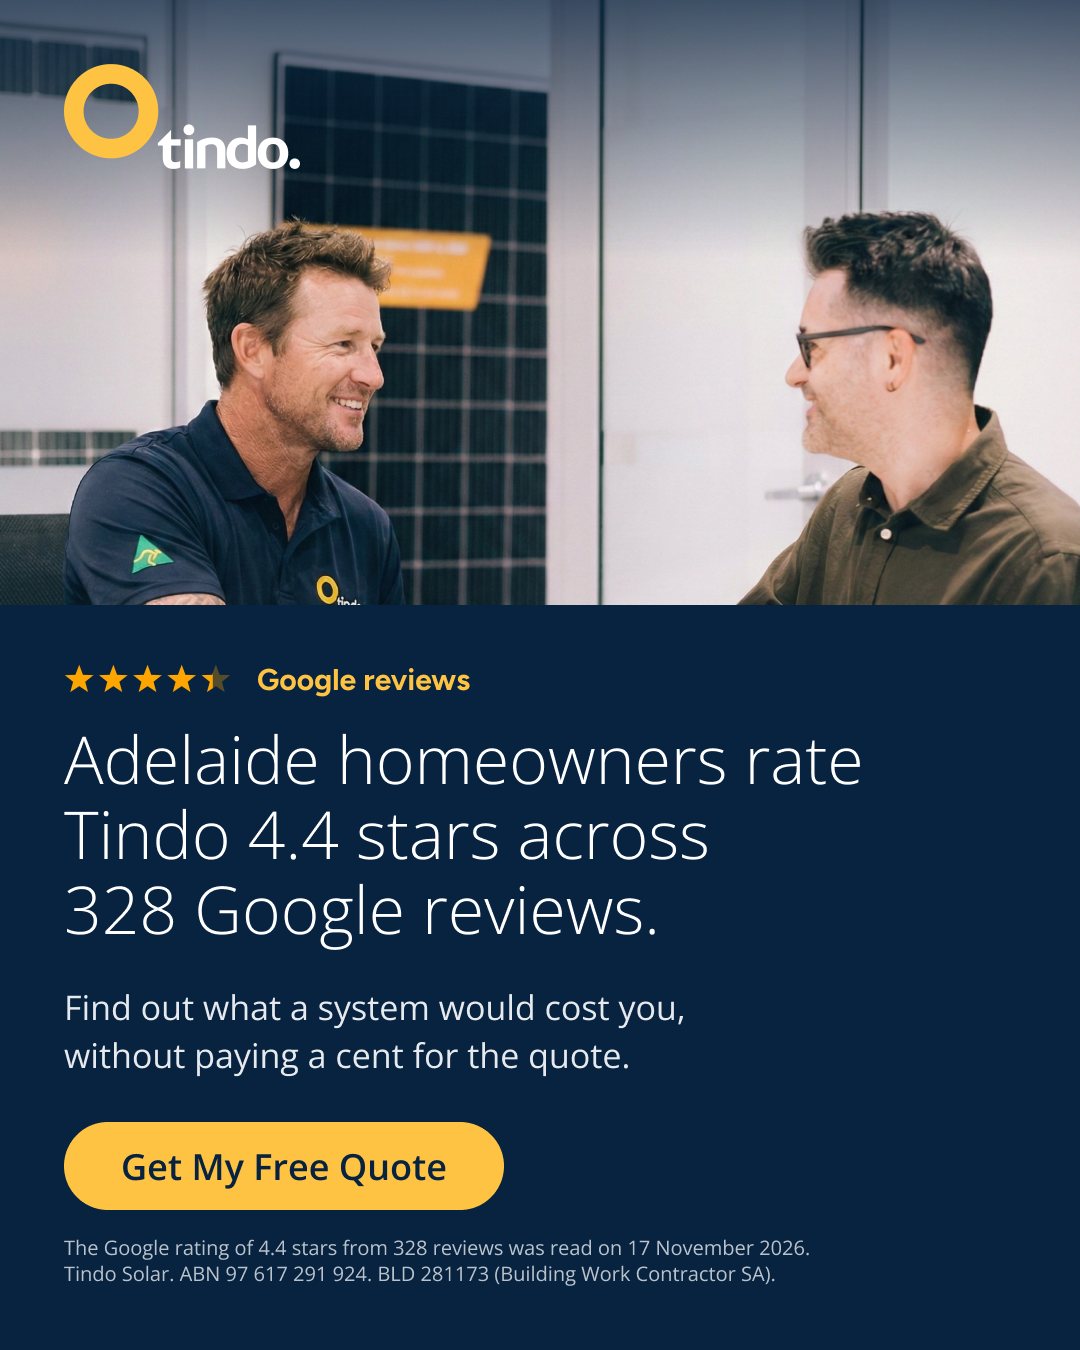 tindo.
Google reviews
Adelaide homeowners rate
Tindo 4.4 stars across
328 Google reviews.
Find out what a system would cost you,
without paying a cent for the quote.
Get My Free Quote
The Google rating of 4.4 stars from 328 reviews was read on 17 November 2026.
Tindo Solar. ABN 97 617 291 924. BLD 281173 (Building Work Contractor SA).